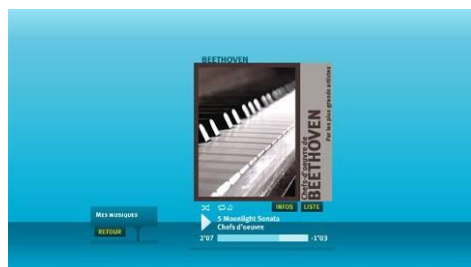 BEETHOVEN
Chefs-d'oeuvre de
BEETHOVEN
Par les plus grands artistes
INFOS
LISTE
5 Moonlight Sonata
Chefs d'oeuvre
2'07
-1'03
Mes musiques
RETOUR